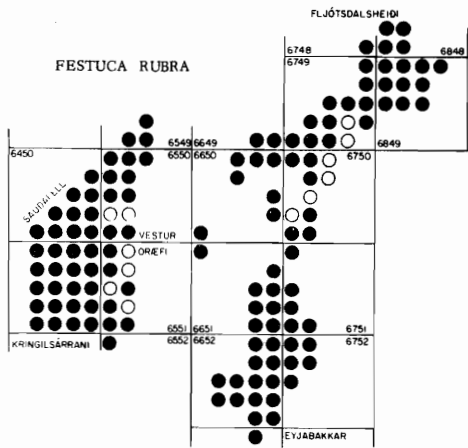 FLJÓTSDALSHEIÐI
FESTUCA RUBRA
6748 6848
6749
6549 6649
6450 6550 6650 6750 6849
SAUÐAFELL
VESTUR
ÖRÆFI
6551 6651 6751
KRINGILSÁRRANI 6552 6652 6752
EYJABAKKAR